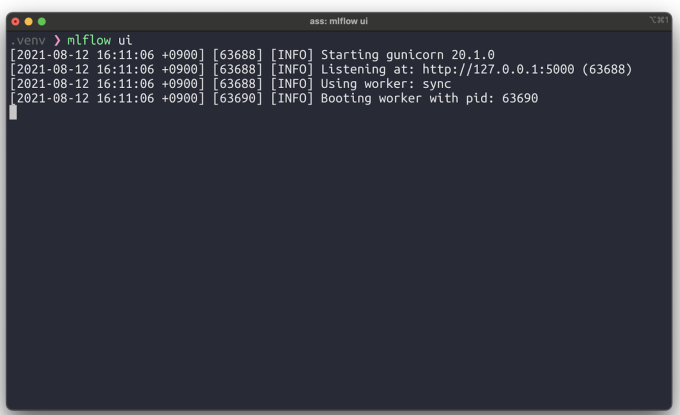 ass: mlflow ui
⌥⌘1
.venv ❯ mlflow ui
[2021-08-12 16:11:06 +0900] [63688] [INFO] Starting gunicorn 20.1.0
[2021-08-12 16:11:06 +0900] [63688] [INFO] Listening at: http://127.0.0.1:5000 (63688)
[2021-08-12 16:11:06 +0900] [63688] [INFO] Using worker: sync
[2021-08-12 16:11:06 +0900] [63690] [INFO] Booting worker with pid: 63690